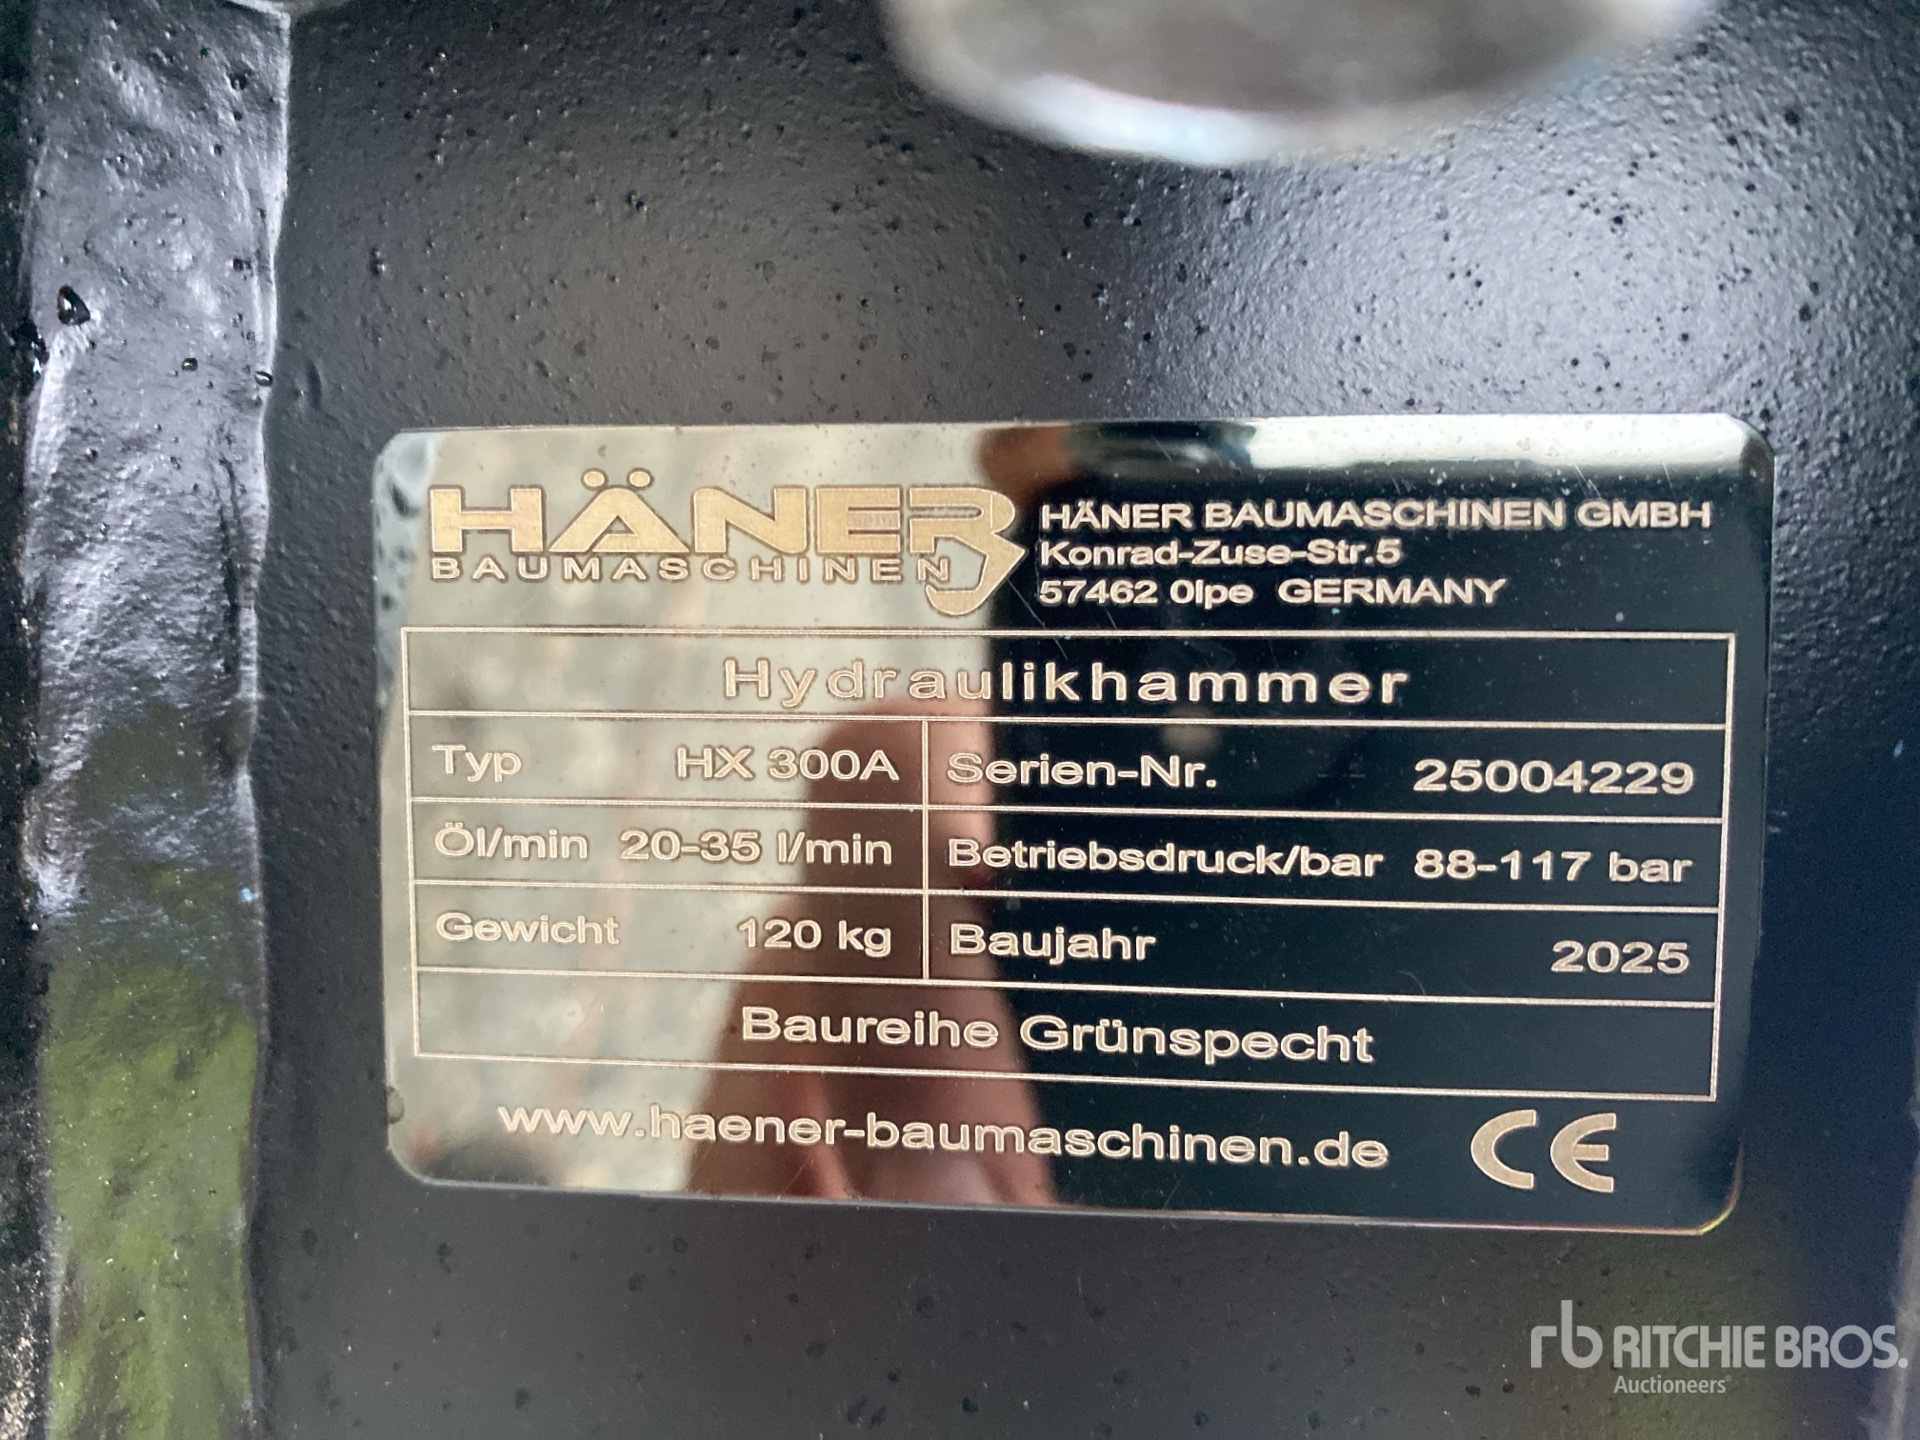 HÄNER
BAUMASCHINEN
HÄNER BAUMASCHINEN GMBH
Konrad-Zuse-Str.5
57462 Olpe GERMANY
Hydraulikhammer
Typ HX 300A Serien-Nr. 25004229
Öl/min 20-35 l/min Betriebsdruck/bar 88-117 bar
Gewicht 120 kg Baujahr 2025
Baureihe Grünspecht
www.haener-baumaschinen.de CE
rb RITCHIE BROS.
Auctioneers